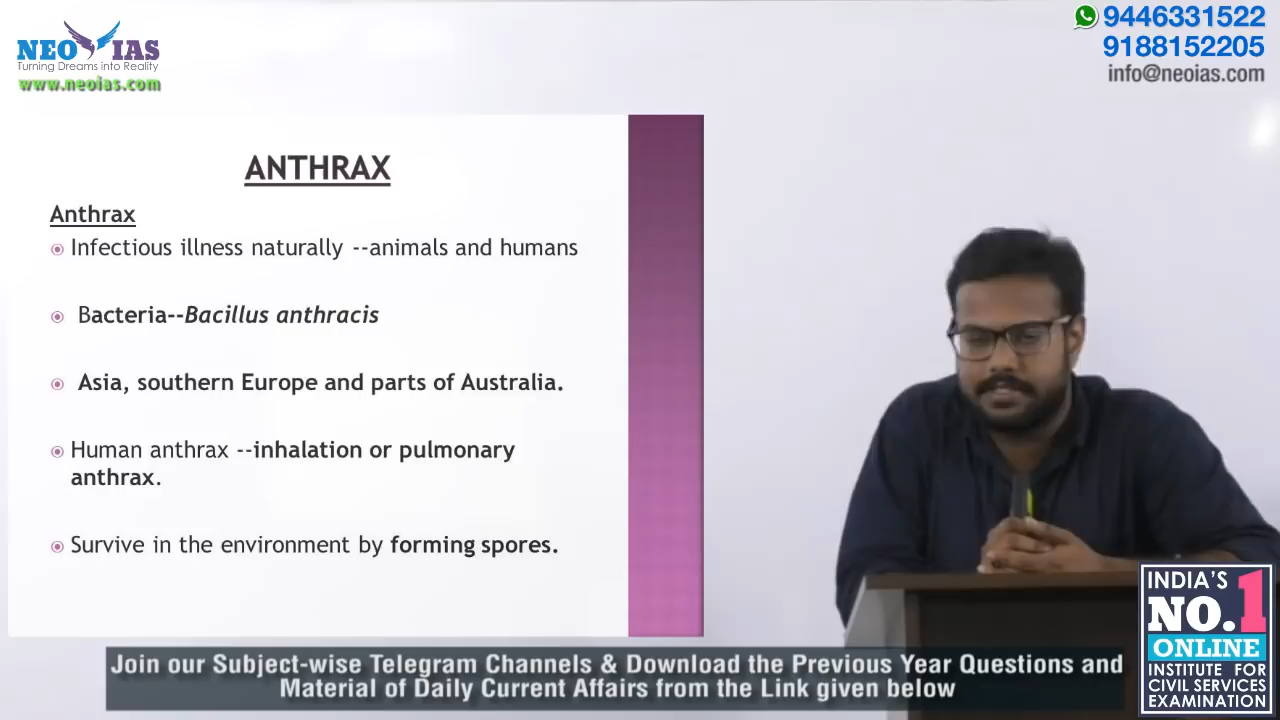 NEO IAS
Turning Dreams into Reality
www.neoias.com
9446331522
9188152205
info@neoias.com
ANTHRAX
Anthrax
Infectious illness naturally --animals and humans
Bacteria--Bacillus anthracis
Asia, southern Europe and parts of Australia.
Human anthrax --inhalation or pulmonary
anthrax.
Survive in the environment by forming spores.
INDIA'S
NO.1
ONLINE
INSTITUTE FOR
CIVIL SERVICES
EXAMINATION
Join our Subject-wise Telegram Channels & Download the Previous Year Questions and
Material of Daily Current Affairs from the Link given below